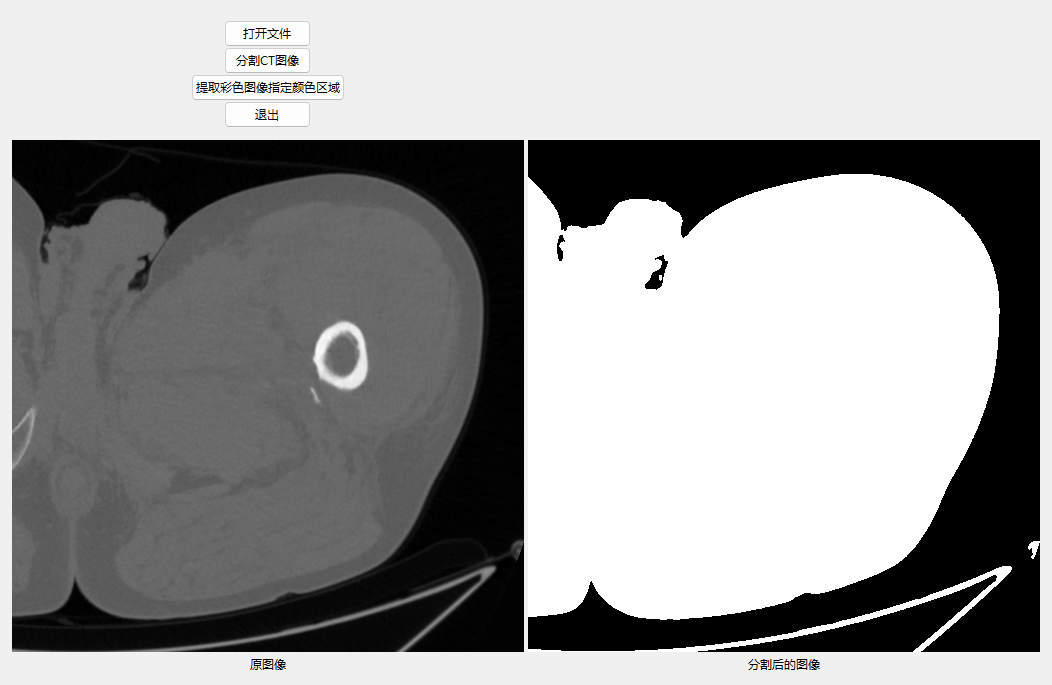 打开文件
分割CT图像
提取彩色图像指定颜色区域
退出
原图像
分割后的图像